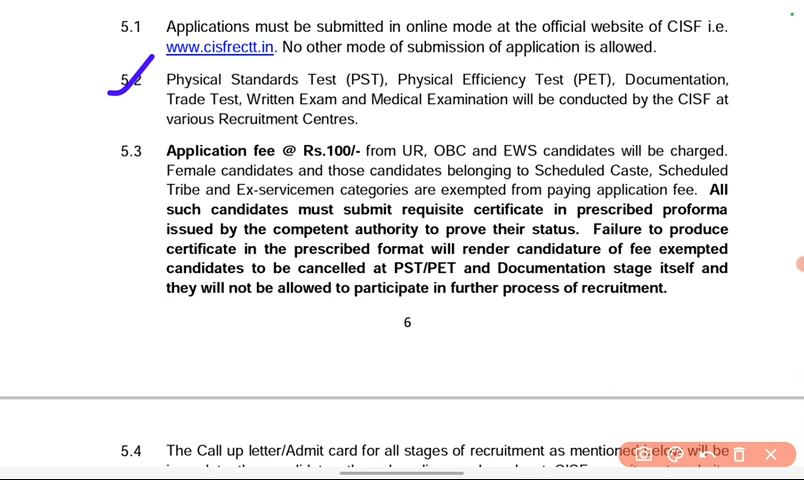 5.1 Applications must be submitted in online mode at the official website of CISF i.e.
www.cisfrectt.in. No other mode of submission of application is allowed.
5.2 Physical Standards Test (PST), Physical Efficiency Test (PET), Documentation,
Trade Test, Written Exam and Medical Examination will be conducted by the CISF at
various Recruitment Centres.
5.3 Application fee @ Rs.100/- from UR, OBC and EWS candidates will be charged.
Female candidates and those candidates belonging to Scheduled Caste, Scheduled
Tribe and Ex-servicemen categories are exempted from paying application fee. All
such candidates must submit requisite certificate in prescribed proforma
issued by the competent authority to prove their status. Failure to produce
certificate in the prescribed format will render candidature of fee exempted
candidates to be cancelled at PST/PET and Documentation stage itself and
they will not be allowed to participate in further process of recruitment.
6
5.4 The Call up letter/Admit card for all stages of recruitment as mentioned below will be